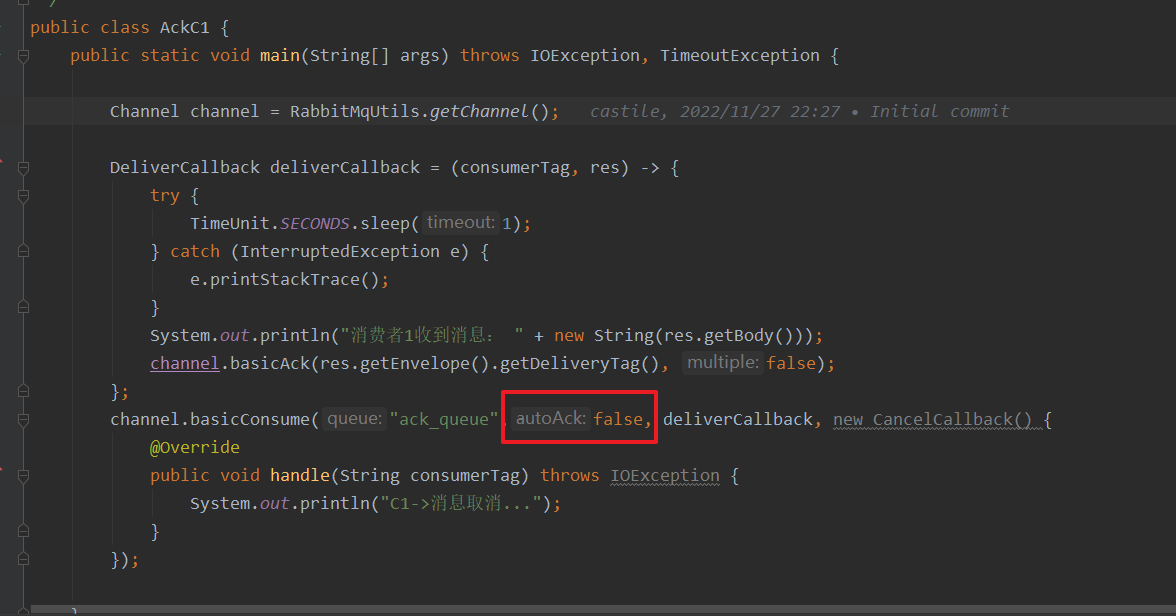 /
public class AckC1 {
public static void main(String[] args) throws IOException, TimeoutException {
Channel channel = RabbitMqUtils.getChannel(); castile, 2022/11/27 22:27 • Initial commit
DeliverCallback deliverCallback = (consumerTag, res) -> {
try {
TimeUnit.SECONDS.sleep( timeout: 1);
} catch (InterruptedException e) {
e.printStackTrace();
}
System.out.println("消费者1收到消息： " + new String(res.getBody()));
channel.basicAck(res.getEnvelope().getDeliveryTag(), multiple: false);
};
channel.basicConsume( queue: "ack_queue", autoAck: false, deliverCallback, new CancelCallback() {
@Override
public void handle(String consumerTag) throws IOException {
System.out.println("C1->消息取消...");
}
});
}